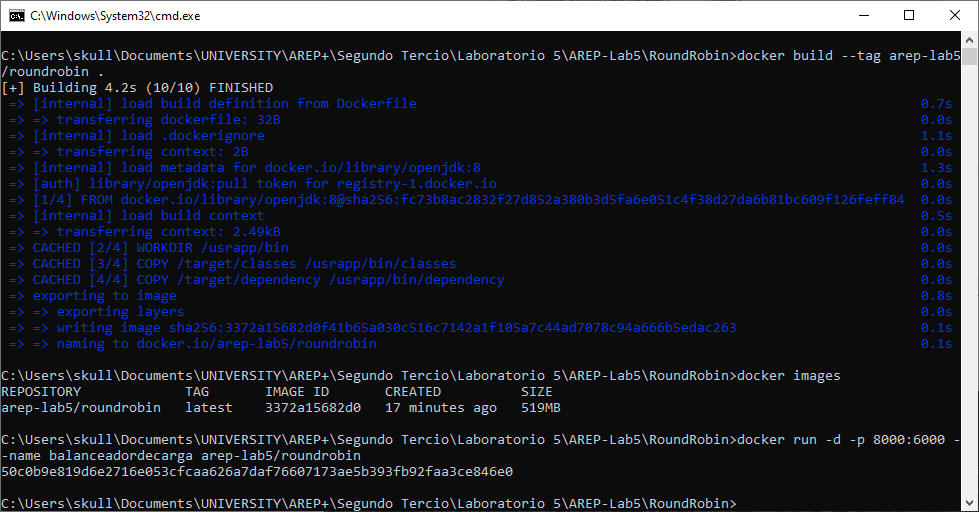 C:\Windows\System32\cmd.exe
C:\Users\skull\Documents\UNIVERSITY\AREP+\Segundo Tercio\Laboratorio 5\AREP-Lab5\RoundRobin>docker build --tag arep-lab5
/roundrobin .
[+] Building 4.2s (10/10) FINISHED
=> [internal] load build definition from Dockerfile 0.7s
=> => transferring dockerfile: 32B 0.0s
=> [internal] load .dockerignore 1.1s
=> => transferring context: 2B 0.0s
=> [internal] load metadata for docker.io/library/openjdk:8 1.3s
=> [auth] library/openjdk:pull token for registry-1.docker.io 0.0s
=> [1/4] FROM docker.io/library/openjdk:8@sha256:fc73b8ac2832f27d852a380b3d5fa6e051c4f38d27da6b81bc609f126feff84 0.0s
=> [internal] load build context 0.5s
=> => transferring context: 2.49kB 0.0s
=> CACHED [2/4] WORKDIR /usrapp/bin 0.0s
=> CACHED [3/4] COPY /target/classes /usrapp/bin/classes 0.0s
=> CACHED [4/4] COPY /target/dependency /usrapp/bin/dependency 0.0s
=> exporting to image 0.8s
=> => exporting layers 0.0s
=> => writing image sha256:3372a15682d0f41b65a030c516c7142a1f105a7c44ad7078c94a666b5edac263 0.1s
=> => naming to docker.io/arep-lab5/roundrobin 0.1s
C:\Users\skull\Documents\UNIVERSITY\AREP+\Segundo Tercio\Laboratorio 5\AREP-Lab5\RoundRobin>docker images
REPOSITORY TAG IMAGE ID CREATED SIZE
arep-lab5/roundrobin latest 3372a15682d0 17 minutes ago 519MB
C:\Users\skull\Documents\UNIVERSITY\AREP+\Segundo Tercio\Laboratorio 5\AREP-Lab5\RoundRobin>docker run -d -p 8000:6000 -
-name balanceadordecarga arep-lab5/roundrobin
50c0b9e819d6e2716e053cfcaa626a7daf76607173ae5b393fb92faa3ce846e0
C:\Users\skull\Documents\UNIVERSITY\AREP+\Segundo Tercio\Laboratorio 5\AREP-Lab5\RoundRobin>